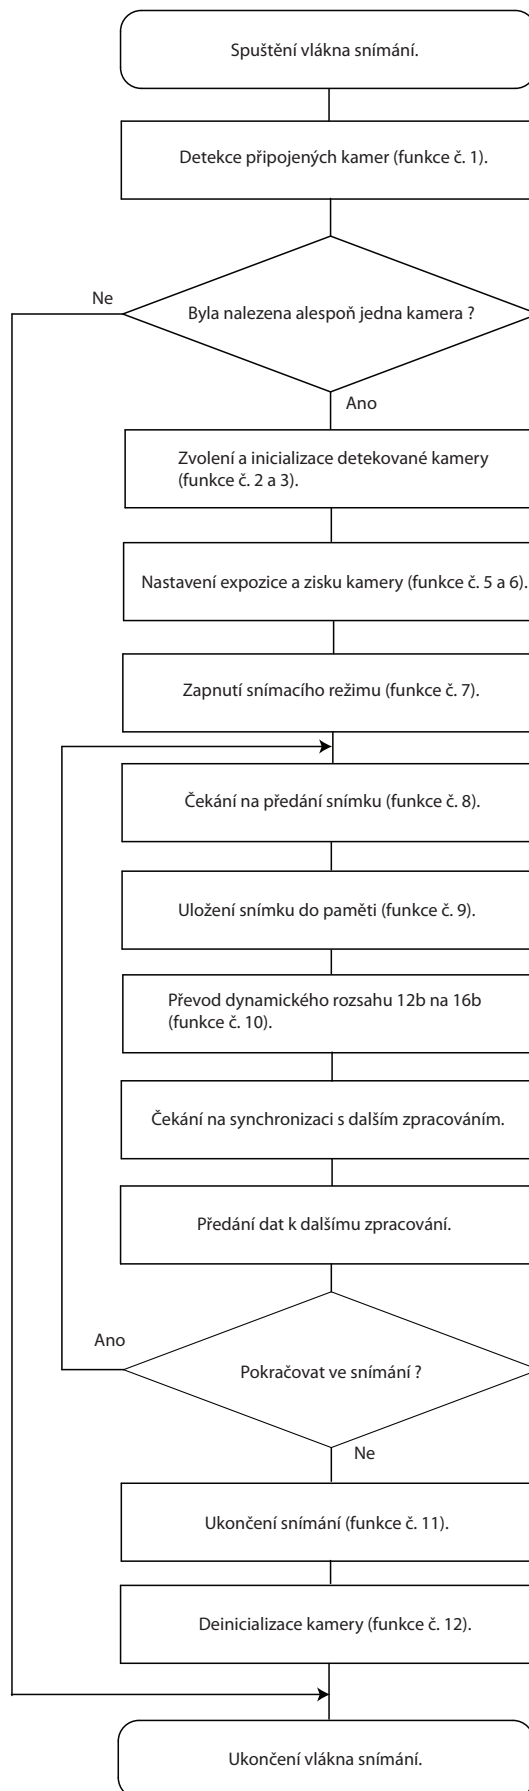 Spuštění vlákna snímání.
Detekce připojených kamer (funkce č. 1).
Ne
Byla nalezena alespoň jedna kamera ?
Ano
Zvolení a inicializace detekované kamery
(funkce č. 2 a 3).
Nastavení expozice a zisku kamery (funkce č. 5 a 6).
Zapnutí snímacího režimu (funkce č. 7).
Čekání na předání snímku (funkce č. 8).
Uložení snímku do paměti (funkce č. 9).
Převod dynamického rozsahu 12b na 16b
(funkce č. 10).
Čekání na synchronizaci s dalším zpracováním.
Předání dat k dalšímu zpracování.
Ano
Pokračovat ve snímání ?
Ne
Ukončení snímání (funkce č. 11).
Deinicializace kamery (funkce č. 12).
Ukončení vlákna snímání.